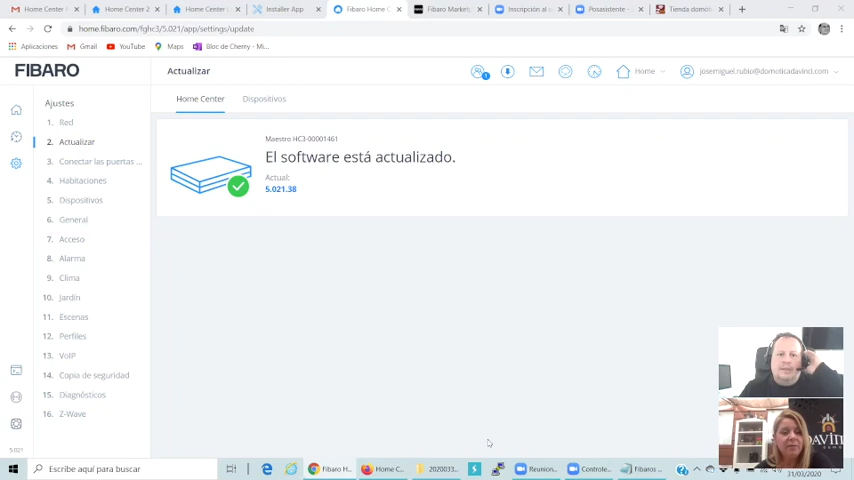 Home Center F
Home Center 2
Home Center L
Installer App
Fibaro Home C
Fibaro Marketp
Inscripción al s
Posasistente -
Tienda domóti
home.fibaro.com/fghc3/5.021/app/settings/update
Aplicaciones
Gmail
YouTube
Maps
Bloc de Cherry - Mi...
FIBARO
Actualizar
1
Home
josemiguel.rubio@domoticadavinci.com
Ajustes
1. Red
2. Actualizar
3. Conectar las puertas ...
4. Habitaciones
5. Dispositivos
6. General
7. Acceso
8. Alarma
9. Clima
10. Jardín
11. Escenas
12. Perfiles
13. VoIP
14. Copia de seguridad
15. Diagnósticos
16. Z-Wave
5.021
Home Center
Dispositivos
Maestro HC3-00001461
El software está actualizado.
Actual:
5.021.38
Escribe aquí para buscar
Fibaro H...
Home C...
2020033...
Reunion...
Controle...
Fibaros ...
31/03/2020